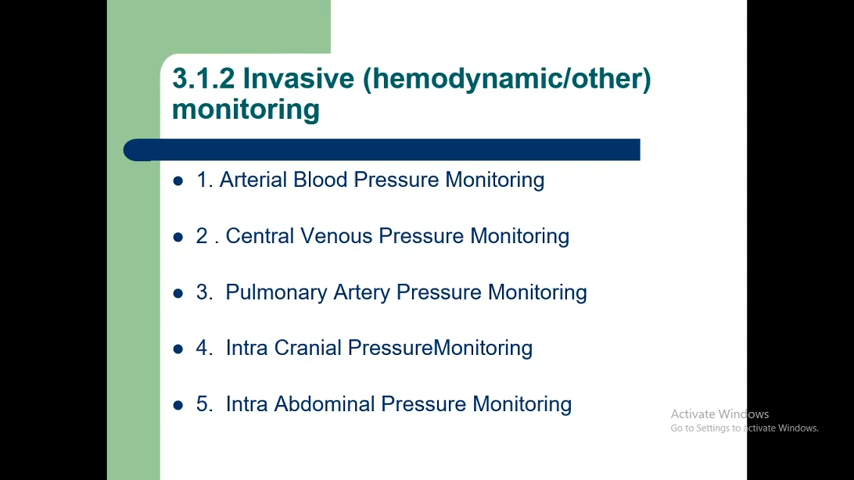 3.1.2 Invasive (hemodynamic/other)
monitoring
• 1. Arterial Blood Pressure Monitoring
• 2 . Central Venous Pressure Monitoring
• 3. Pulmonary Artery Pressure Monitoring
• 4. Intra Cranial PressureMonitoring
• 5. Intra Abdominal Pressure Monitoring
Activate Windows
Go to Settings to activate Windows.